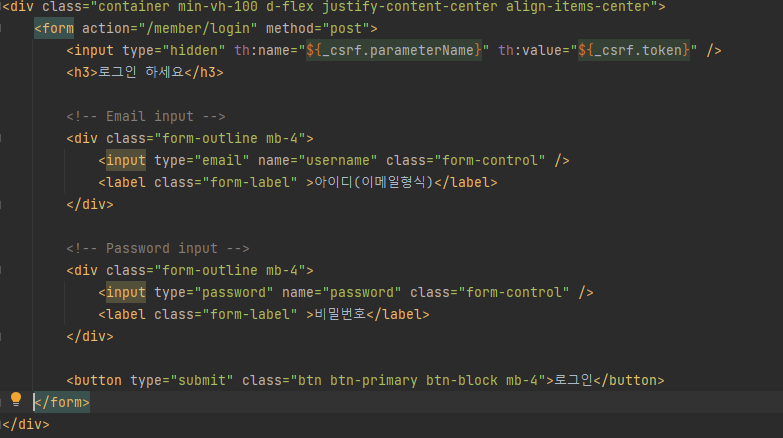 <div class="container min-vh-100 d-flex justify-content-center align-items-center">
<form action="/member/login" method="post">
<input type="hidden" th:name="${_csrf.parameterName}" th:value="${_csrf.token}" />
<h3>로그인 하세요</h3>
<!-- Email input -->
<div class="form-outline mb-4">
<input type="email" name="username" class="form-control" />
<label class="form-label" >아이디(이메일형식)</label>
</div>
<!-- Password input -->
<div class="form-outline mb-4">
<input type="password" name="password" class="form-control" />
<label class="form-label" >비밀번호</label>
</div>
<button type="submit" class="btn btn-primary btn-block mb-4">로그인</button>
</form>
</div>